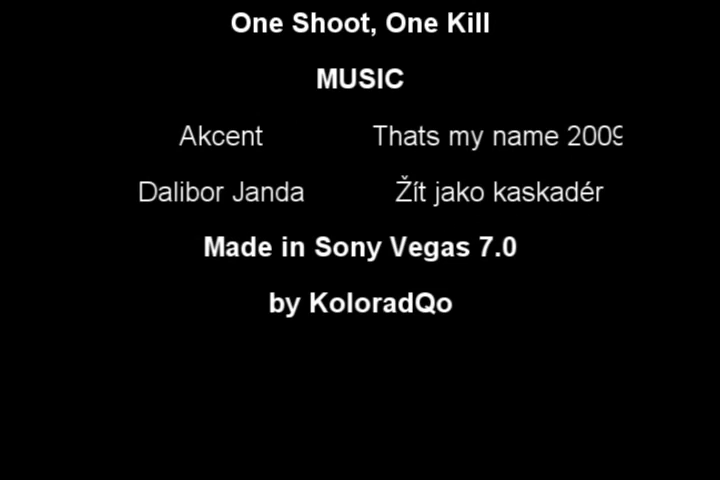 One Shoot, One Kill
MUSIC
Akcent Thats my name 2009
Dalibor Janda Žít jako kaskadér
Made in Sony Vegas 7.0
by KoloradQo